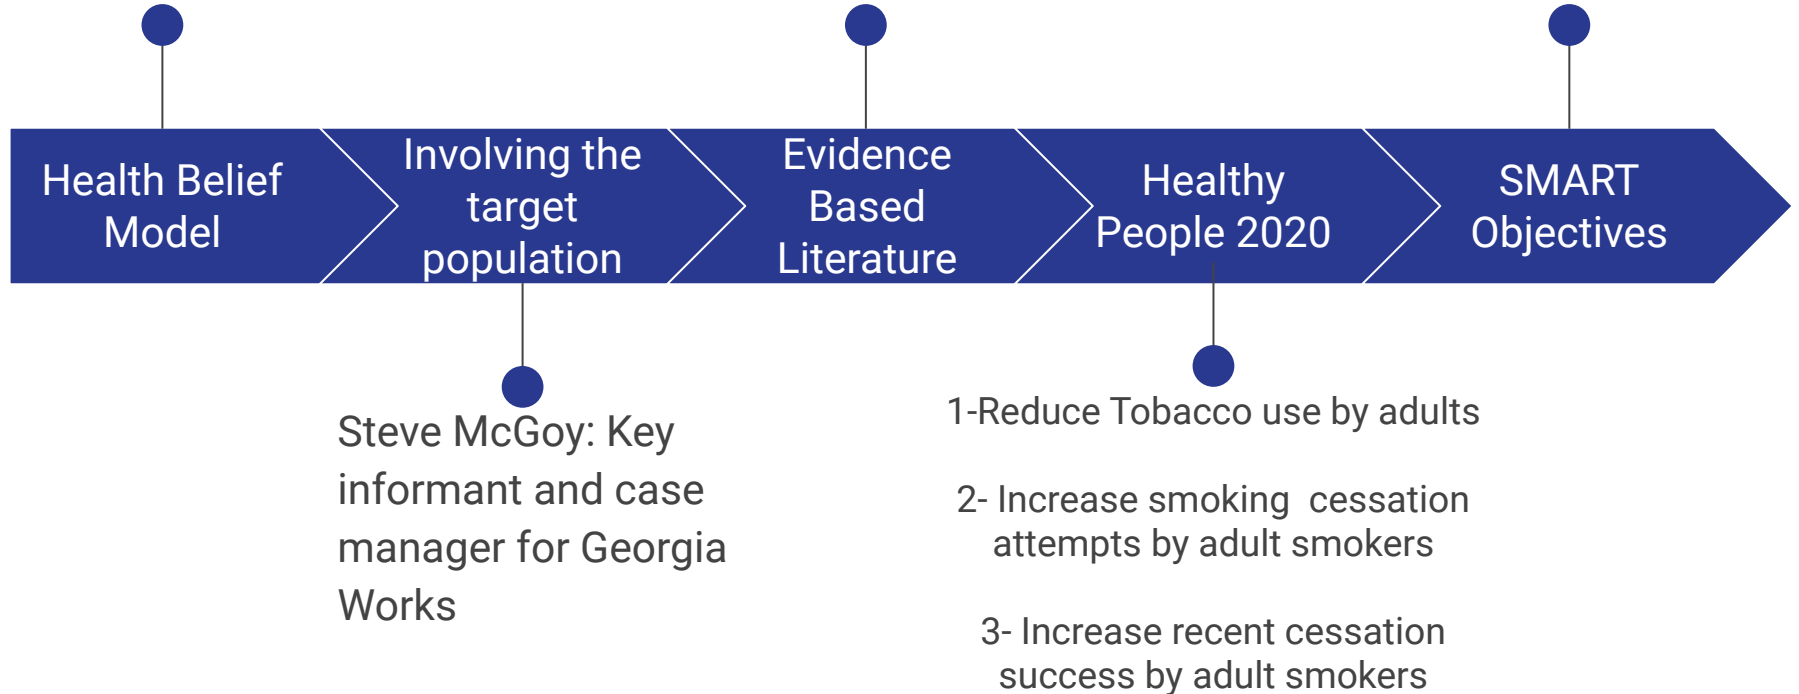 Health Belief
Model
Involving the
target
population
Evidence
Based
Literature
Healthy
People 2020
SMART
Objectives
Steve McGoy: Key
informant and case
manager for Georgia
Works
1-Reduce Tobacco use by adults
2- Increase smoking  cessation
attempts by adult smokers
3- Increase recent cessation
success by adult smokers